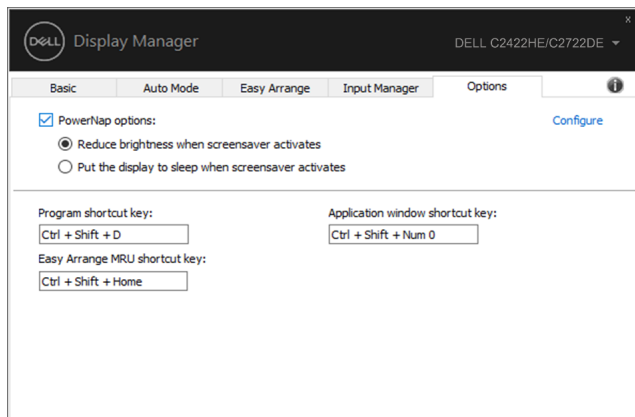 x
DELL Display Manager
DELL C2422HE/C2722DE
Basic Auto Mode Easy Arrange Input Manager Options i
PowerNap options: Configure
Reduce brightness when screensaver activates
Put the display to sleep when screensaver activates
Program shortcut key: Application window shortcut key:
Ctrl + Shift + D Ctrl + Shift + Num 0
Easy Arrange MRU shortcut key:
Ctrl + Shift + Home